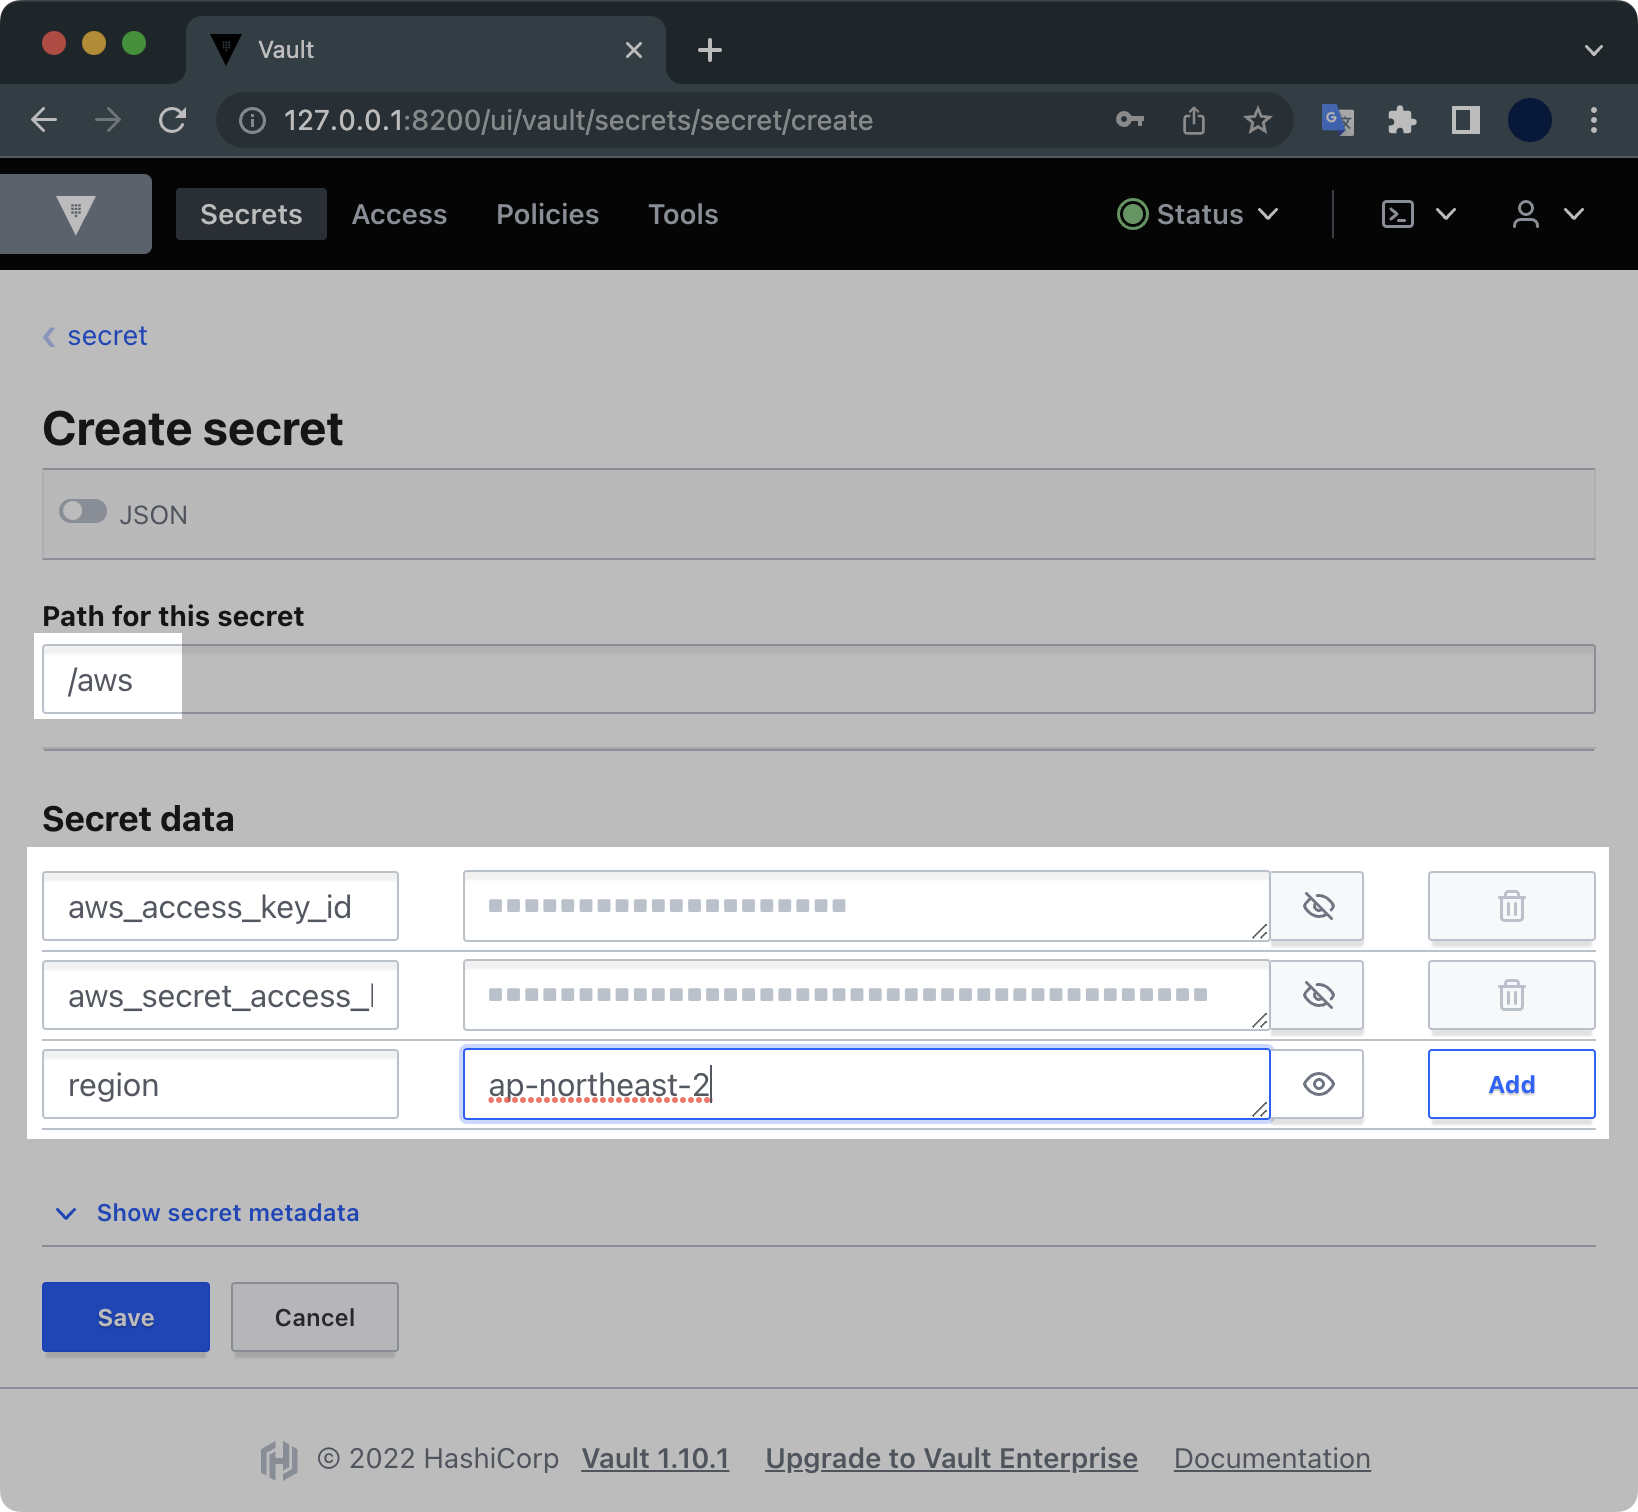 Vault
127.0.0.1:8200/ui/vault/secrets/secret/create
Secrets Access Policies Tools Status
secret
Create secret
JSON
Path for this secret
/aws
Secret data
aws_access_key_id
aws_secret_access_
region ap-northeast-2 Add
Show secret metadata
Save Cancel
© 2022 HashiCorp Vault 1.10.1 Upgrade to Vault Enterprise Documentation